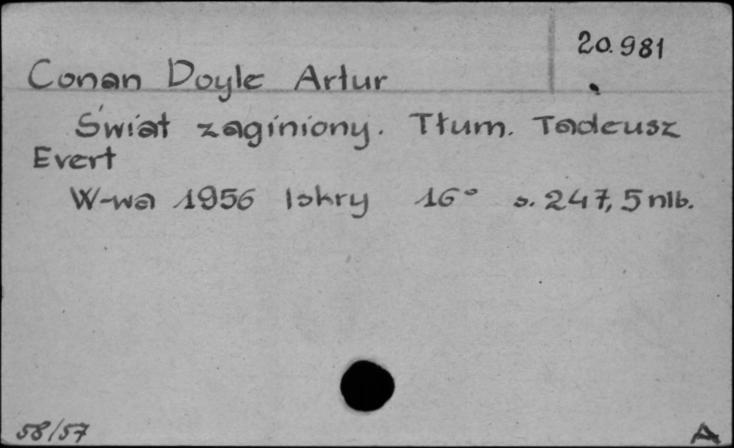 20.981
Conan Doyle Artur
Świat zaginiony. Tłum. Tadeusz
Evert
W-wa 1956 Iskry 16° s. 247, 5 nlb.
58/57
A